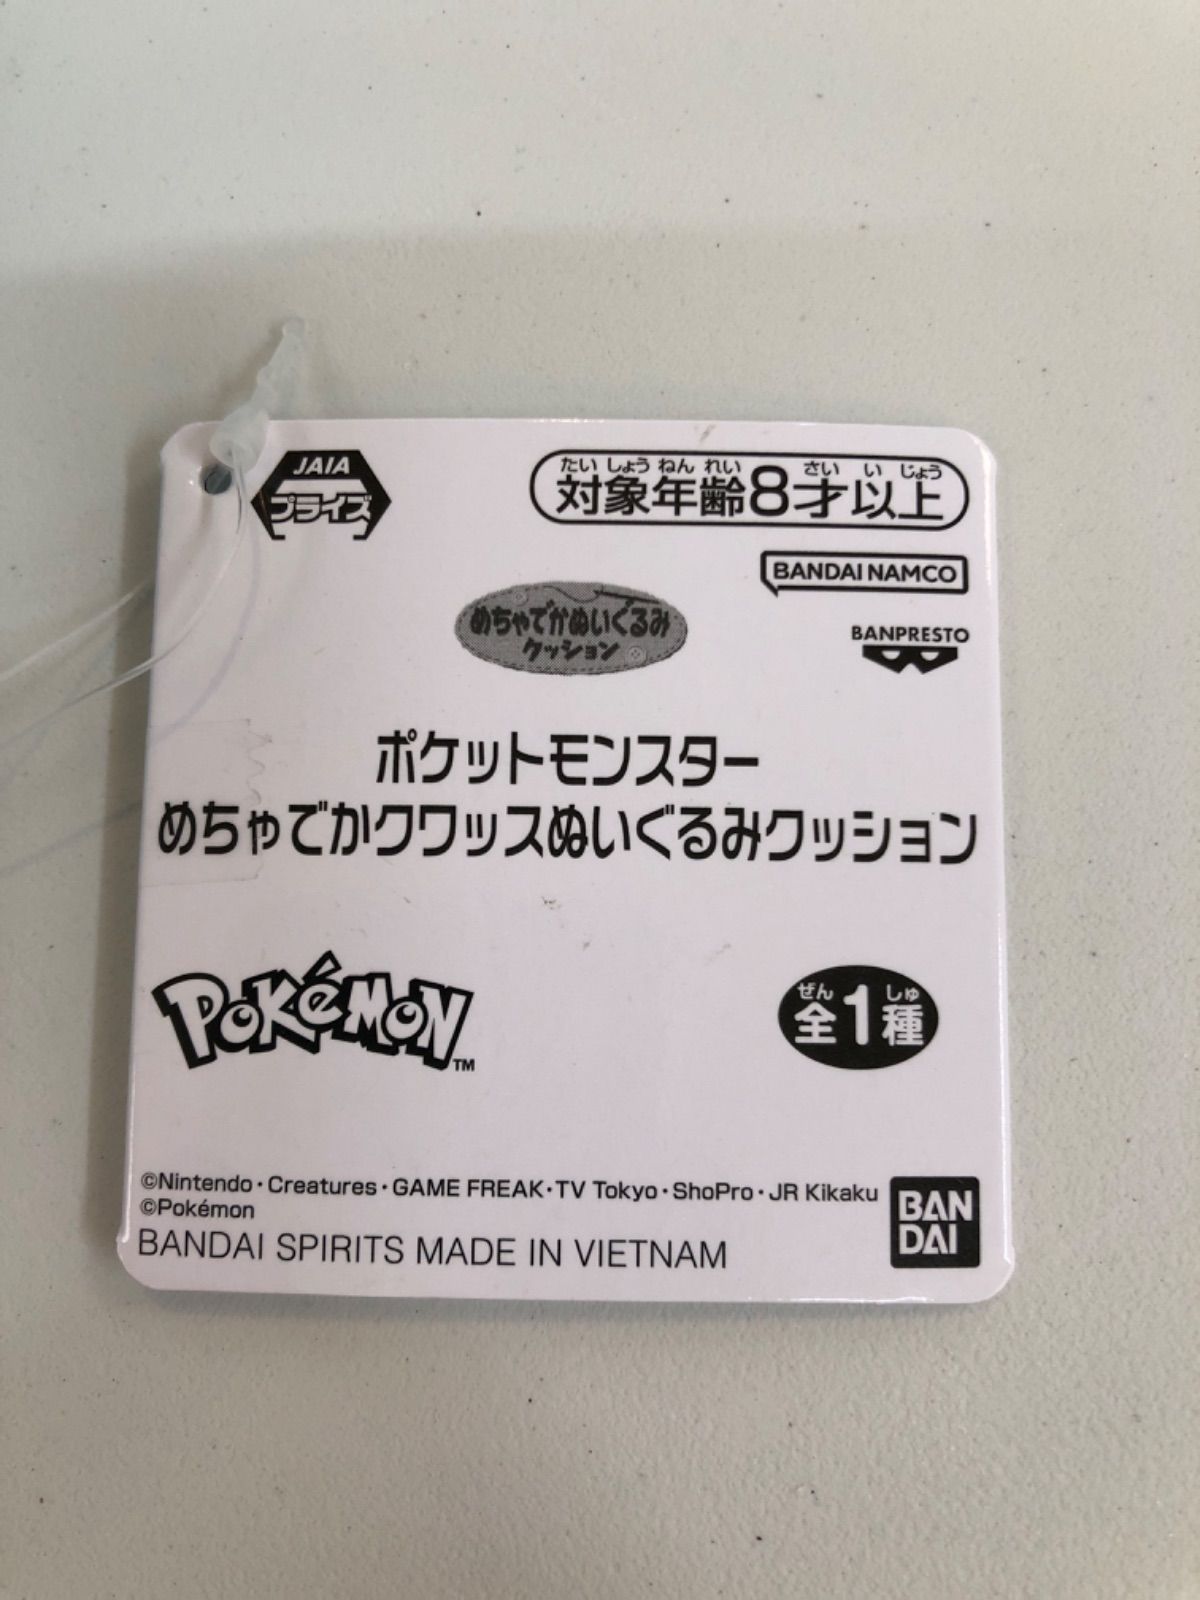 JAIA
プライズ
たいしょうねんれい さいいじょう
対象年齢8才以上
BANDAI NAMCO
めちゃでかぬいぐるみ
クッション
BANPRESTO
ポケットモンスター
めちゃでかクワッスぬいぐるみクッション
POKéMON™
ぜん しゅ
全1種
©Nintendo・Creatures・GAME FREAK・TV Tokyo・ShoPro・JR Kikaku
©Pokémon
BANDAI SPIRITS MADE IN VIETNAM
BAN
DAI